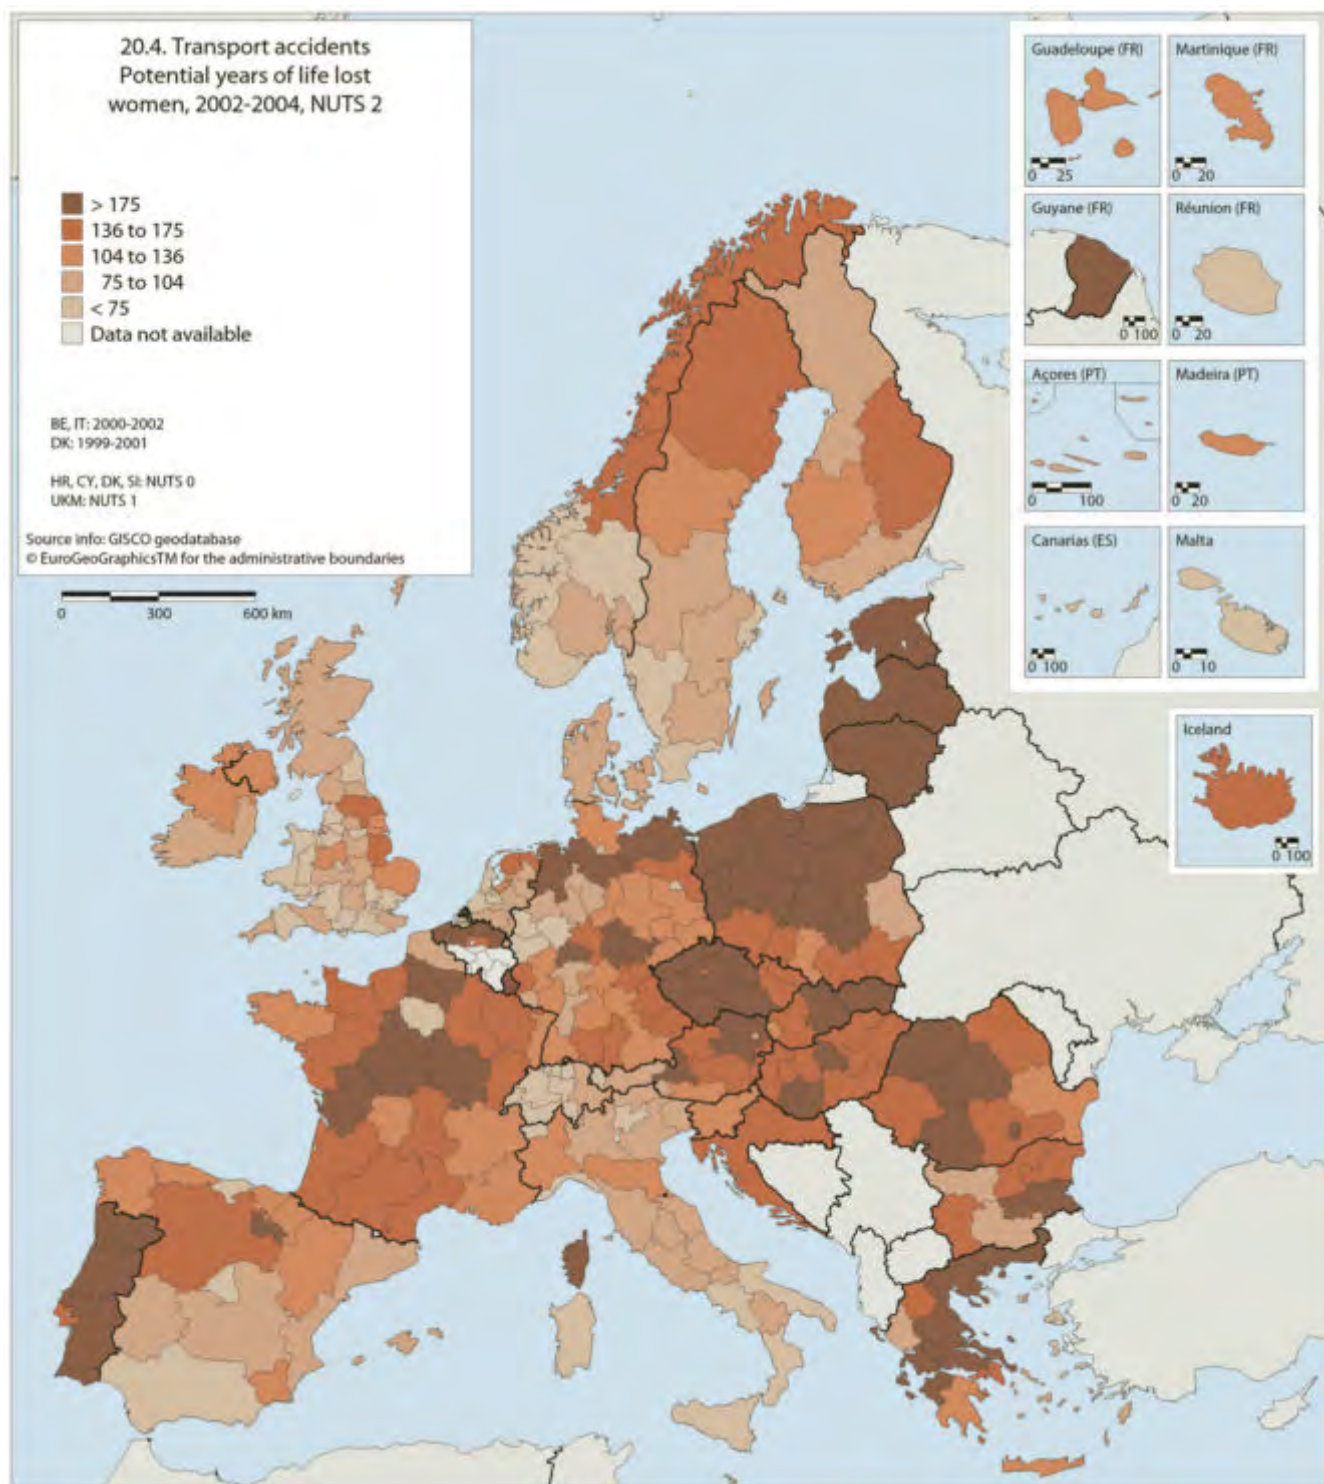 20.4. Transport accidents
Potential years of life lost
women, 2002-2004, NUTS 2
> 175
136 to 175
104 to 136
75 to 104
< 75
Data not available
BE, IT: 2000-2002
DK: 1999-2001
HR, CY, DK, SI: NUTS 0
UKM: NUTS 1
Source info: GISCO geodatabase
© EuroGeoGraphicsTM for the administrative boundaries
0 300 600 km
Guadeloupe (FR)
0 25
Martinique (FR)
0 20
Guyane (FR)
0 100
Réunion (FR)
0 20
Açores (PT)
0 100
Madeira (PT)
0 20
Canarias (ES)
0 100
Malta
0 10
Iceland
0 100